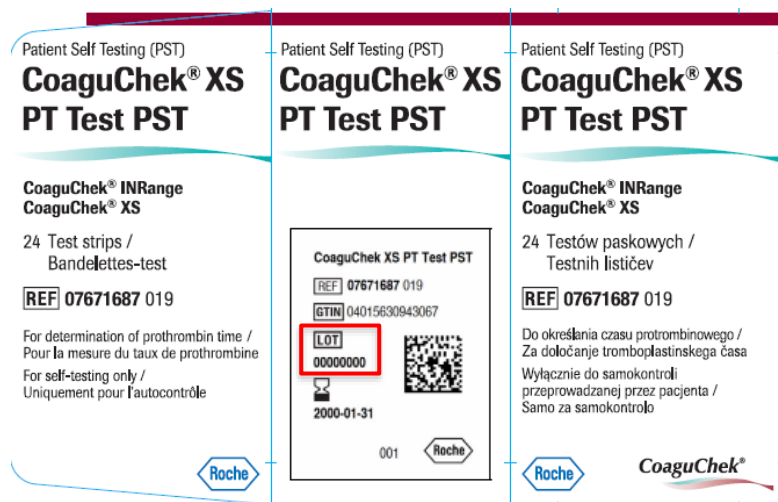 Patient Self Testing (PST)
CoaguChek® XS
PT Test PST
CoaguChek® INRange
CoaguChek® XS
24 Test strips /
Bandelettes-test
REF 07671687 019
For determination of prothrombin time /
Pour la mesure du taux de prothrombine
For self-testing only /
Uniquement pour l'autocontrôle
Roche
Patient Self Testing (PST)
CoaguChek® XS
PT Test PST
CoaguChek XS PT Test PST
REF 07671687 019
GTIN 04015630943067
LOT
00000000
2000-01-31
001
Roche
Patient Self Testing (PST)
CoaguChek® XS
PT Test PST
CoaguChek® INRange
CoaguChek® XS
24 Testów paskowych /
Testnih lističev
REF 07671687 019
Do określania czasu protrombinowego /
Za določanje tromboplastinskega časa
Wyłącznie do samokontroli
przeprowadzanej przez pacjenta /
Samo za samokontrolo
Roche
CoaguChek®